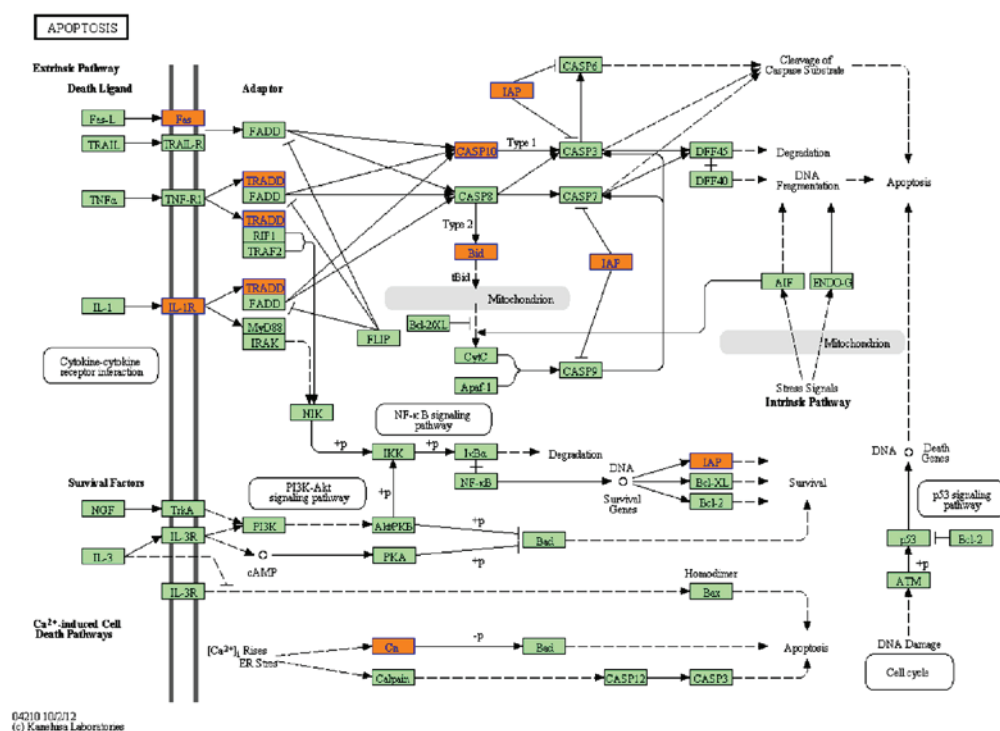 APOPTOSIS
Extrinsic Pathway
Death Ligand
Adaptor
Fas-L
Fas
FADD
TRAIL
TRAIL-R
CASP6
IAP
Cleavage of
Caspase Substrate
CASP10
Type 1
CASP3
DFF45
Degradation
DFF40
DNA
Fragmentation
Apoptosis
TNFα
TNF-R1
TRADD
FADD
TRADD
RIP1
TRAF2
CASP8
CASP7
Type 2
Bid
tBid
IAP
Mitochondrion
AIF
ENDO-G
IL-1
IL-1R
TRADD
FADD
MyD88
IRAK
FLIP
Bcl-2/XL
CytC
Apaf-1
CASP9
Mitochondrion
Stress Signals
Intrinsic Pathway
Cytokine-cytokine
receptor interaction
NIK
NF-κB signaling
pathway
+p
IKK
+p
IκBα
Degradation
NF-κB
DNA
Survival
Genes
IAP
Bcl-XL
Bcl-2
Survival
DNA
Death
Genes
PI3K-Akt
signaling pathway
+p
p53 signaling
pathway
Survival Factors
NGF
TrkA
PI3K
Akt/PKB
+p
IL-3
IL-3R
cAMP
PKA
+p
Bad
p53
Bcl-2
+p
ATM
IL-3R
Homodimer
Bax
Ca²⁺-induced Cell
Death Pathways
[Ca²⁺]i Rises
ER Stress
Cn
-p
Bad
Apoptosis
Calpain
CASP12
CASP3
DNA Damage
Cell cycle
04210 10/2/12
(c) Kanehisa Laboratories